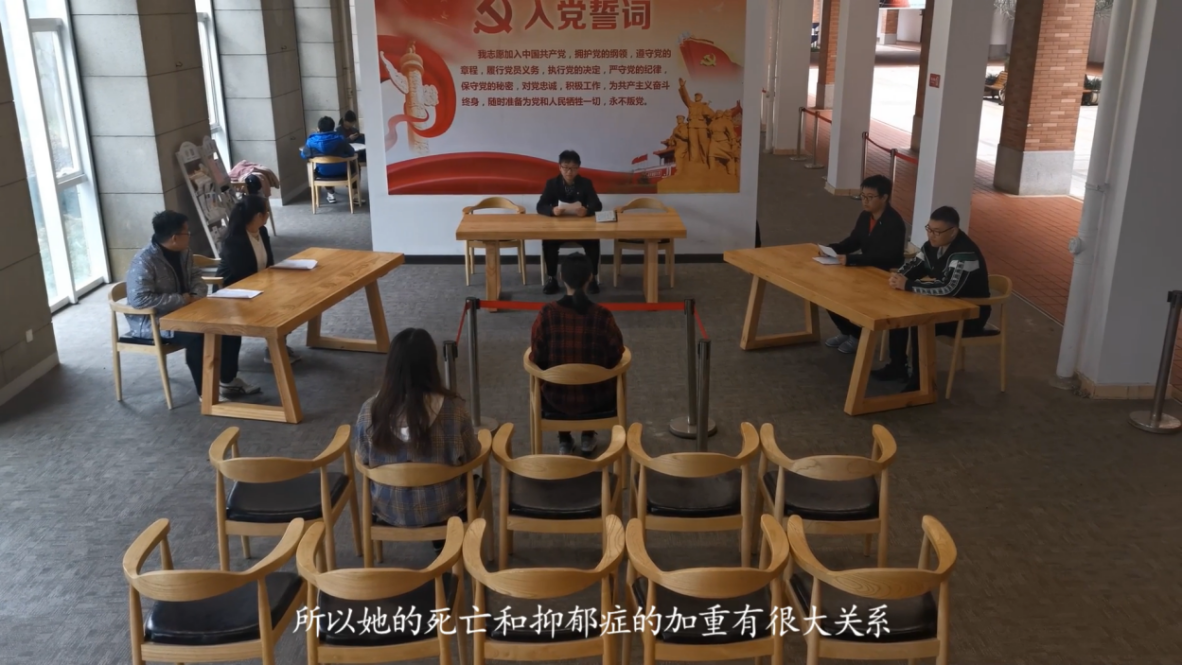 入党誓词
我志愿加入中国共产党，拥护党的纲领，遵守党的
章程，履行党员义务，执行党的决定，严守党的纪律，
保守党的秘密，对党忠诚，积极工作，为共产主义奋斗
终身，随时准备为党和人民牺牲一切，永不叛党。
所以她的死亡和抑郁症的加重有很大关系